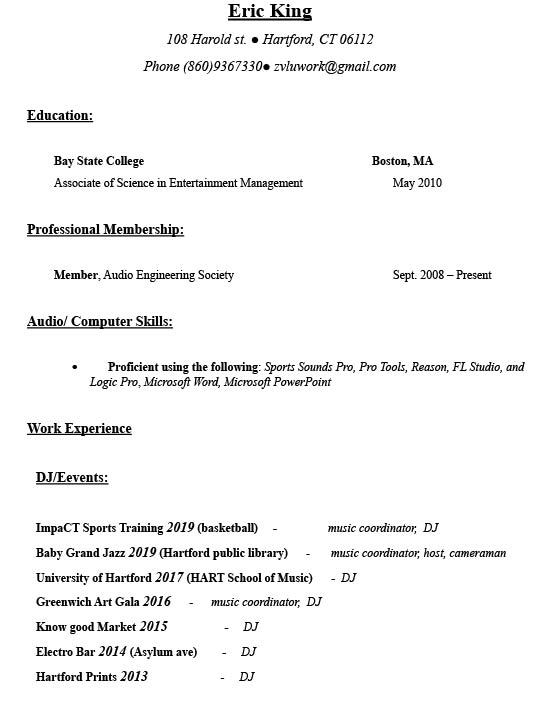 Eric King
108 Harold st. ● Hartford, CT 06112
Phone (860)9367330● zvluwork@gmail.com
Education:
Bay State College Boston, MA
Associate of Science in Entertainment Management May 2010
Professional Membership:
Member, Audio Engineering Society Sept. 2008 – Present
Audio/ Computer Skills:
• Proficient using the following: Sports Sounds Pro, Pro Tools, Reason, FL Studio, and
Logic Pro, Microsoft Word, Microsoft PowerPoint
Work Experience
DJ/Eevents:
ImpaCT Sports Training 2019 (basketball) - music coordinator, DJ
Baby Grand Jazz 2019 (Hartford public library) - music coordinator, host, cameraman
University of Hartford 2017 (HART School of Music) - DJ
Greenwich Art Gala 2016 - music coordinator, DJ
Know good Market 2015 - DJ
Electro Bar 2014 (Asylum ave) - DJ
Hartford Prints 2013 - DJ